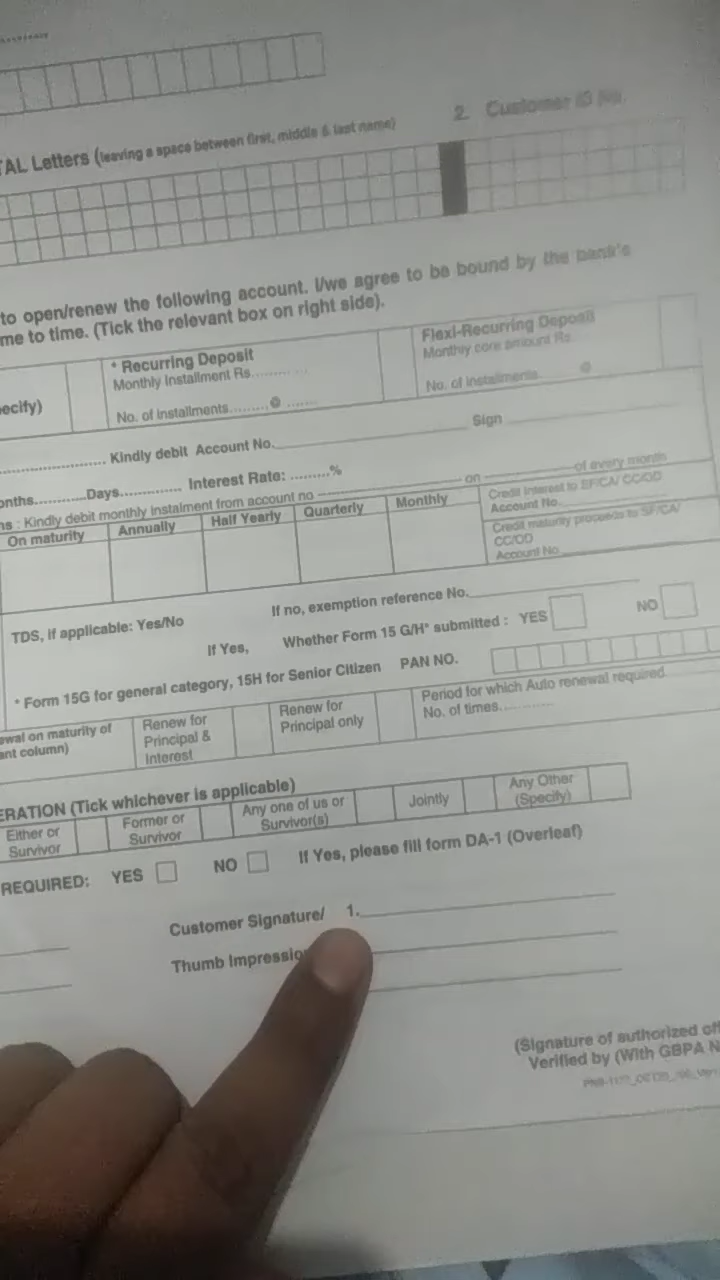 2. Customer ID No.
TAL Letters (leaving a space between first, middle & last name)
to open/renew the following account. I/we agree to be bound by the bank's
me to time. (Tick the relevant box on right side).
* Recurring Deposit
Monthly Installment Rs..........
No. of installments.........@ .......
Flexi-Recurring Deposit
Monthly core amount Rs.
No. of installments. @
ecify)
Kindly debit Account No. Sign
onths...........Days............. Interest Rate: .........%
ns : Kindly debit monthly instalment from account no on of every month
On maturity Annually Half Yearly Quarterly Monthly
Credit Interest to SF/CA/ CC/OD
Account No.
Credit maturity proceeds to SF/CA/
CC/OD
Account No.
TDS, if applicable: Yes/No If no, exemption reference No.
If Yes, Whether Form 15 G/H* submitted : YES NO
* Form 15G for general category, 15H for Senior Citizen PAN NO.
ewal on maturity of
ant column)
Renew for
Principal &
Interest
Renew for
Principal only
Period for which Auto renewal required
No. of times.............
ERATION (Tick whichever is applicable)
Either or
Survivor
Former or
Survivor
Any one of us or
Survivor(s)
Jointly
Any Other
(Specify)
REQUIRED: YES NO If Yes, please fill form DA-1 (Overleaf)
Customer Signature/ 1.
Thumb Impressio
(Signature of authorized off
Verified by (With GBPA N